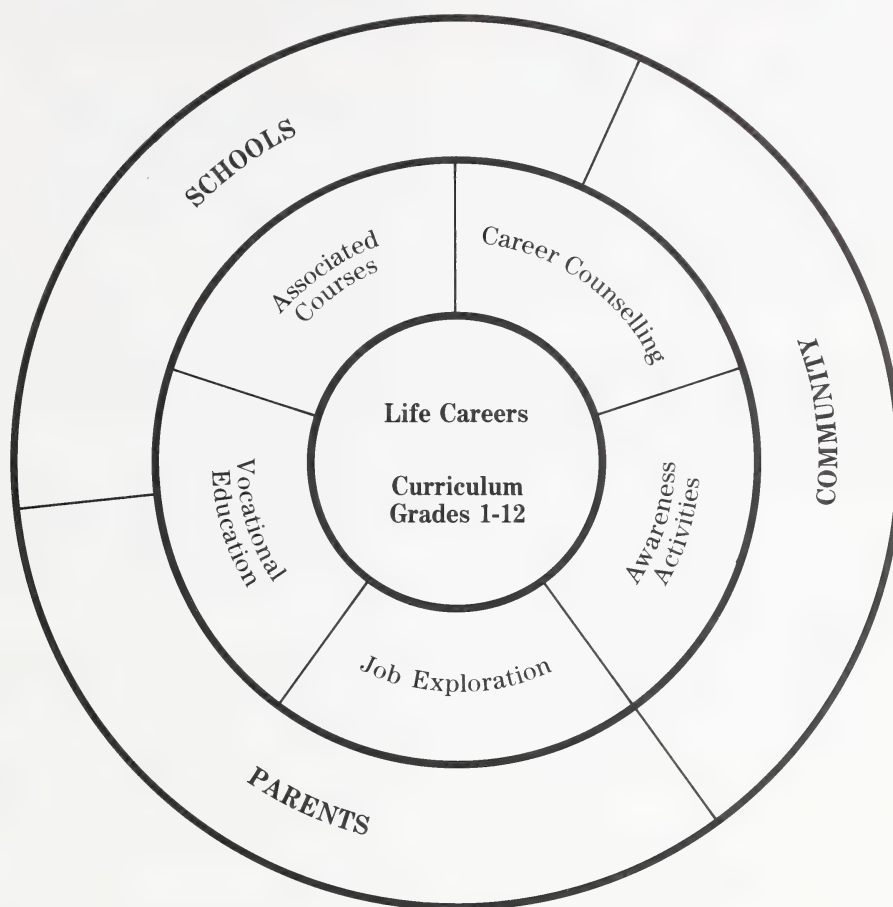 SCHOOLS
COMMUNITY
PARENTS
Associated
Courses
Career Counselling
Awareness
Activities
Job Exploration
Vocational
Education
Life Careers
Curriculum
Grades 1-12